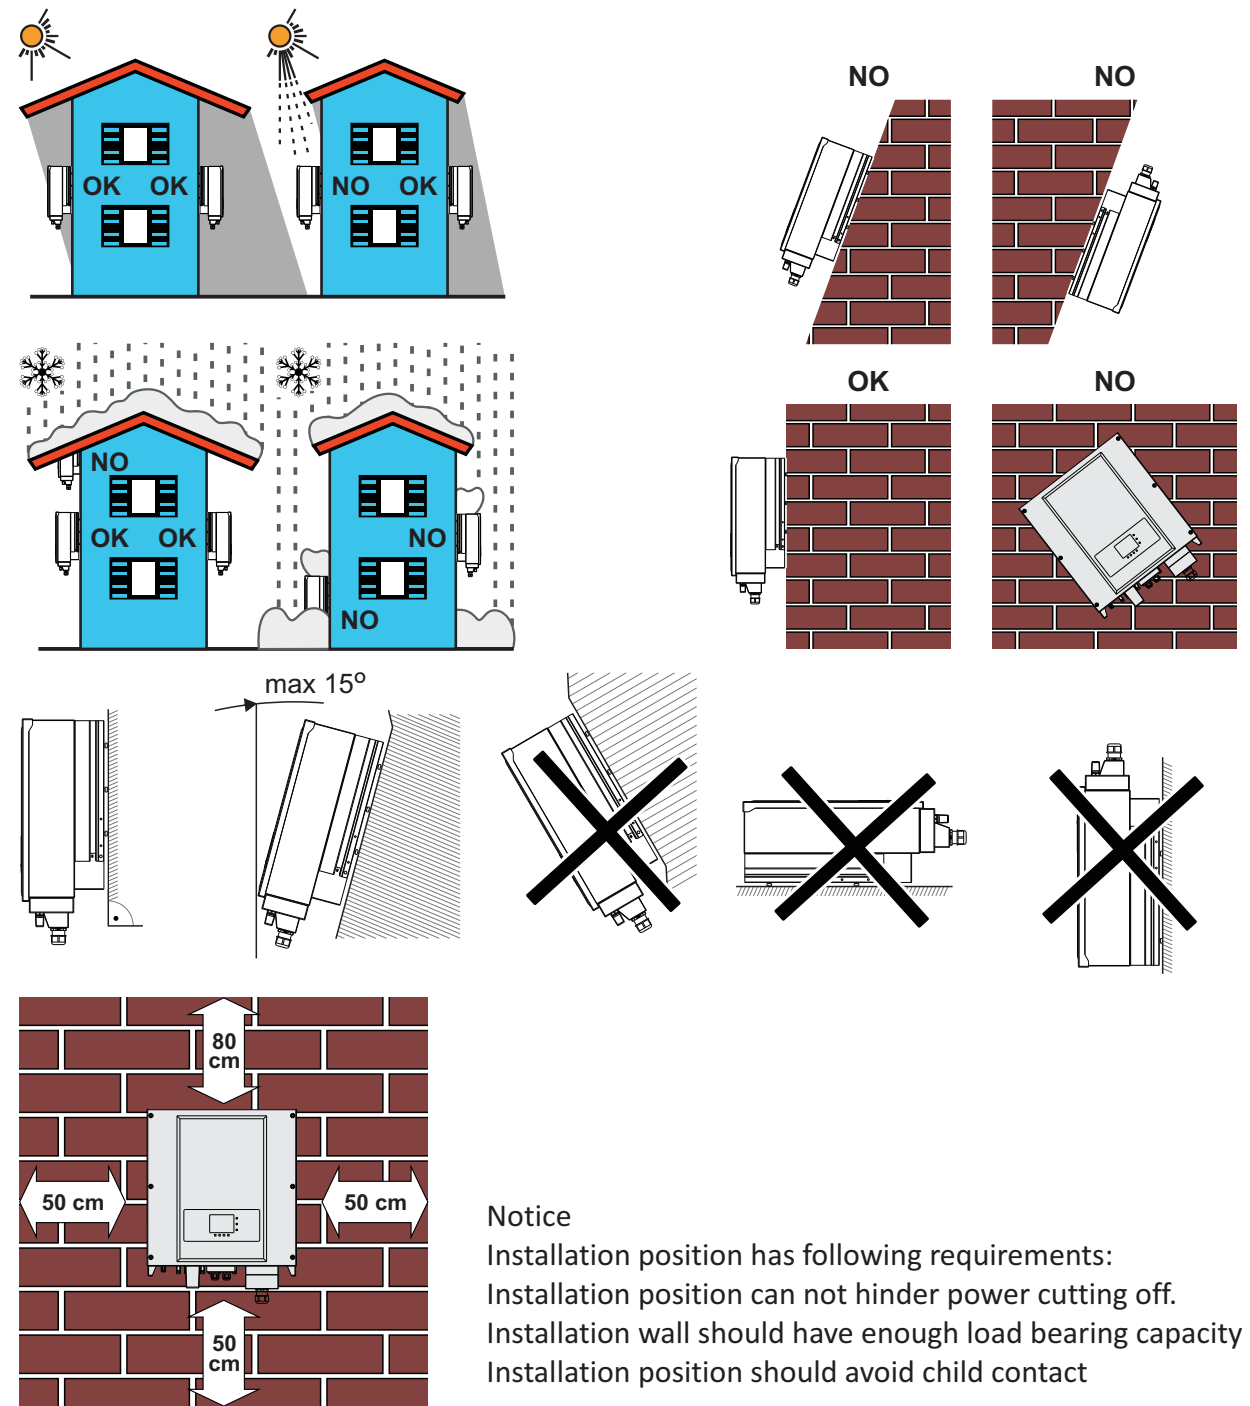 NO NO
OK OK NO OK
OK NO
NO
OK OK NO
NO
max 15º
80
cm
50 cm 50 cm
50
cm
Notice
Installation position has following requirements:
Installation position can not hinder power cutting off.
Installation wall should have enough load bearing capacity
Installation position should avoid child contact